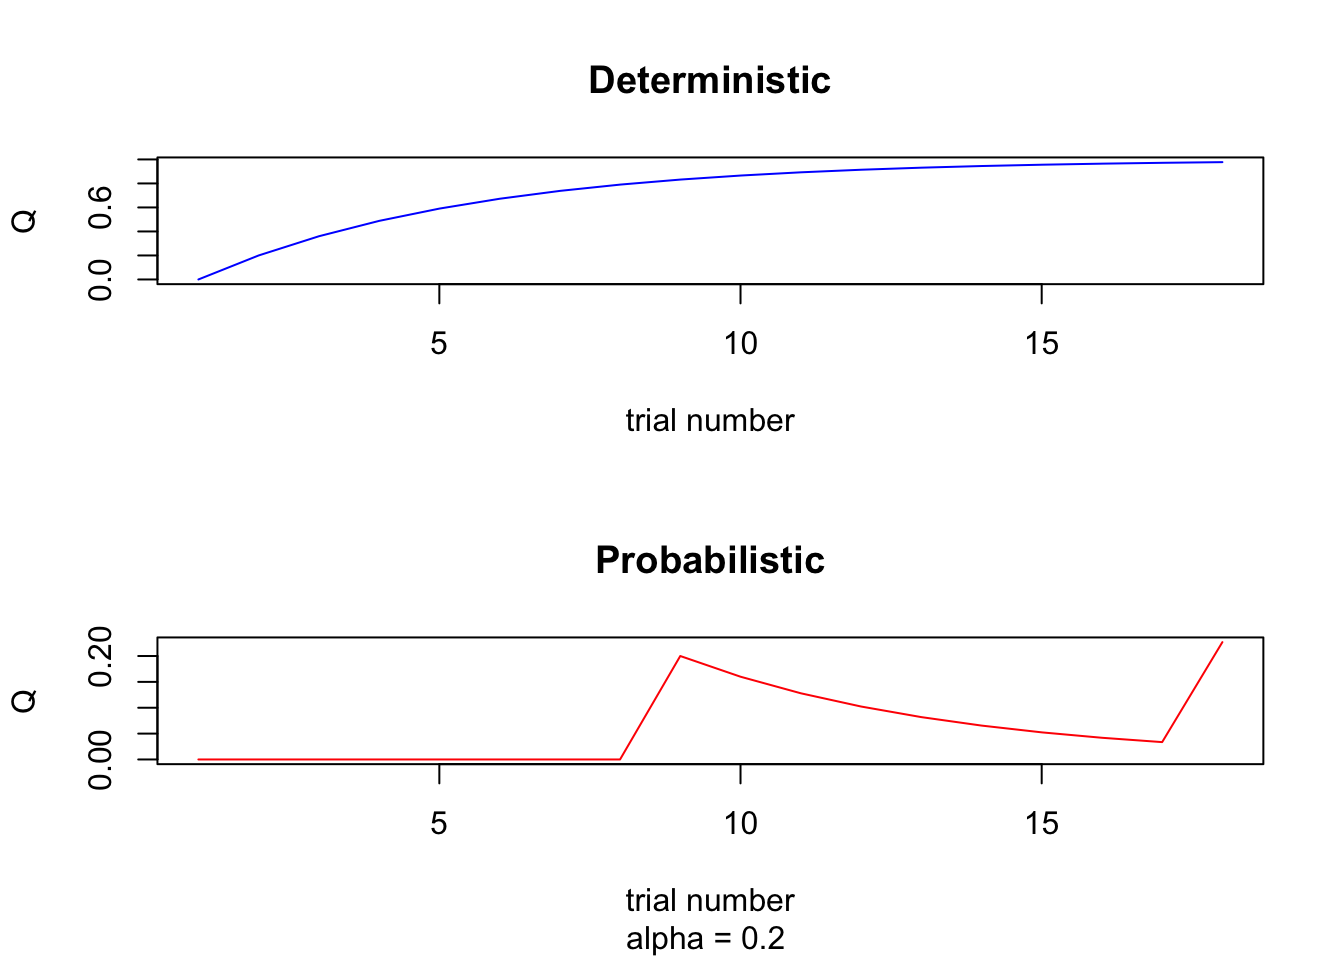 Deterministic
Q
0.6
0.0
5 10 15
trial number
Probabilistic
Q
0.20
0.00
5 10 15
trial number
alpha = 0.2